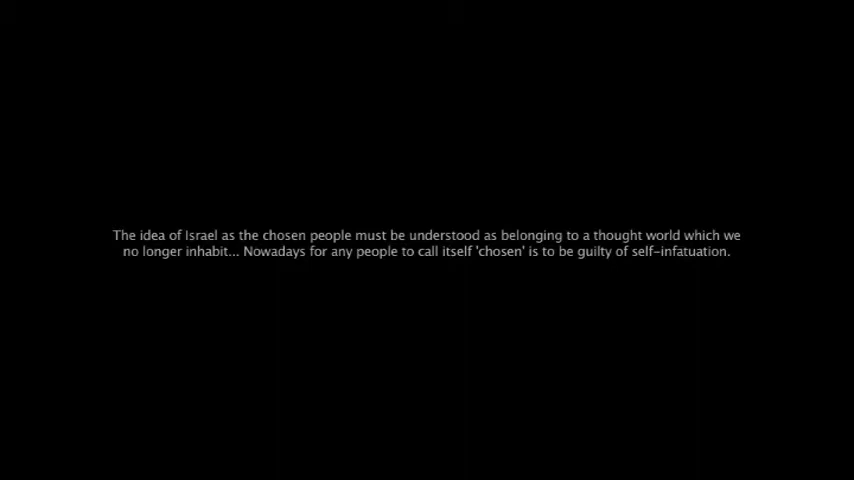 The idea of Israel as the chosen people must be understood as belonging to a thought world which we
no longer inhabit... Nowadays for any people to call itself 'chosen' is to be guilty of self-infatuation.